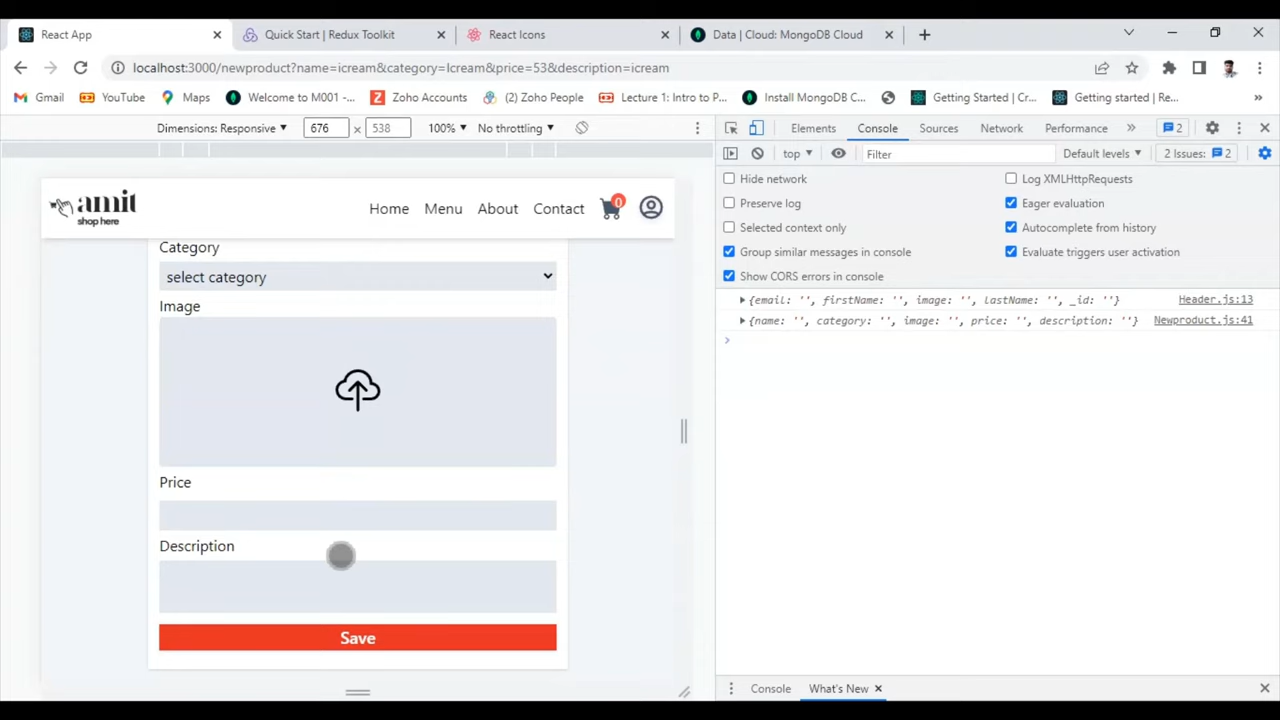 React App
Quick Start | Redux Toolkit
React Icons
Data | Cloud: MongoDB Cloud
localhost:3000/newproduct?name=icream&category=Icream&price=53&description=icream
Gmail
YouTube
Maps
Welcome to M001 -...
Zoho Accounts
(2) Zoho People
Lecture 1: Intro to P...
Install MongoDB C...
Getting Started | Cr...
Getting started | Re...
»
Dimensions: Responsive
676 x 538
100%
No throttling
Elements
Console
Sources
Network
Performance
»
2
top
Filter
Default levels
2 Issues: 2
Hide network
Log XMLHttpRequests
Preserve log
Eager evaluation
Selected context only
Autocomplete from history
Group similar messages in console
Evaluate triggers user activation
Show CORS errors in console
{email: '', firstName: '', image: '', lastName: '', _id: ''}
Header.js:13
{name: '', category: '', image: '', price: '', description: ''}
Newproduct.js:41
amit
shop here
Home
Menu
About
Contact
0
Category
select category
Image
Price
Description
Save
Console
What's New